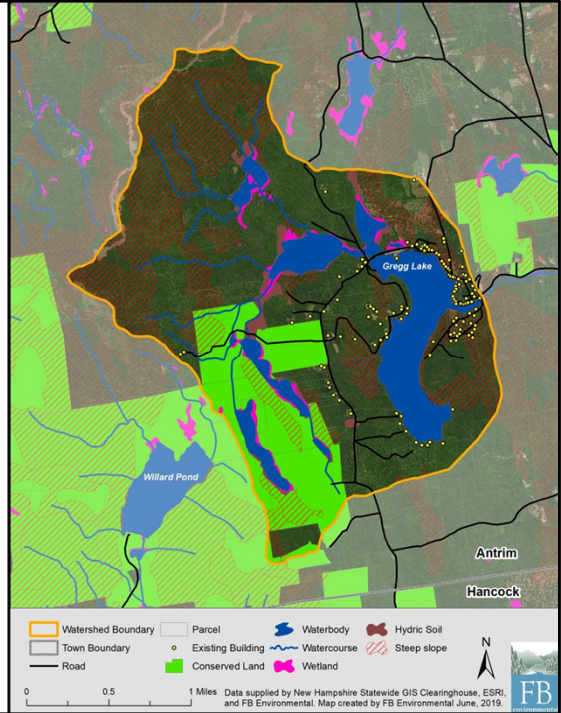 Gregg Lake
Willard Pond
Antrim
Hancock
Watershed Boundary
Parcel
Waterbody
Hydric Soil
Town Boundary
Existing Building
Watercourse
Steep slope
Road
Conserved Land
Wetland
N
0 0.5 1 Miles
Data supplied by New Hampshire Statewide GIS Clearinghouse, ESRI,
and FB Environmental. Map created by FB Environmental June, 2019.
FB
environmental